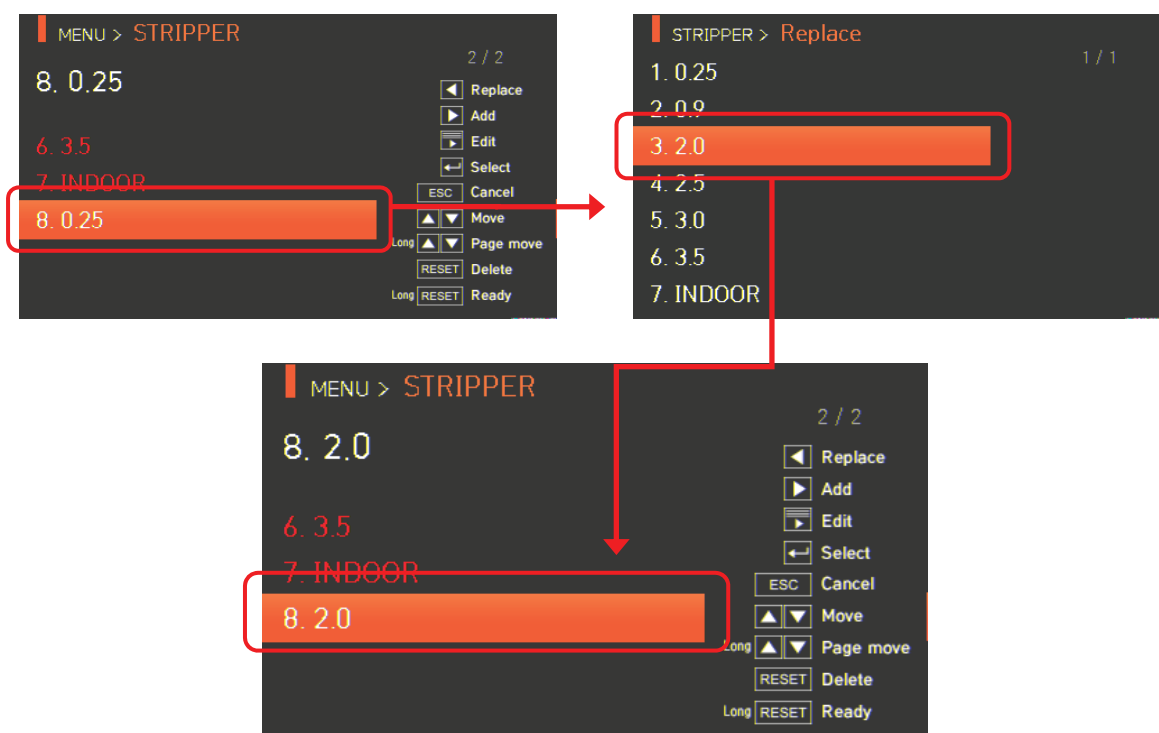 MENU > STRIPPER
2 / 2
8. 0.25
Replace
Add
6. 3.5
Edit
7. INDOOR
Select
ESC Cancel
8. 0.25
Move
Long Page move
RESET Delete
Long RESET Ready
STRIPPER > Replace
1 / 1
1. 0.25
2. 0.9
3. 2.0
4. 2.5
5. 3.0
6. 3.5
7. INDOOR
MENU > STRIPPER
2 / 2
8. 2.0
Replace
Add
6. 3.5
Edit
Select
7. INDOOR
ESC Cancel
8. 2.0
Move
Long Page move
RESET Delete
Long RESET Ready